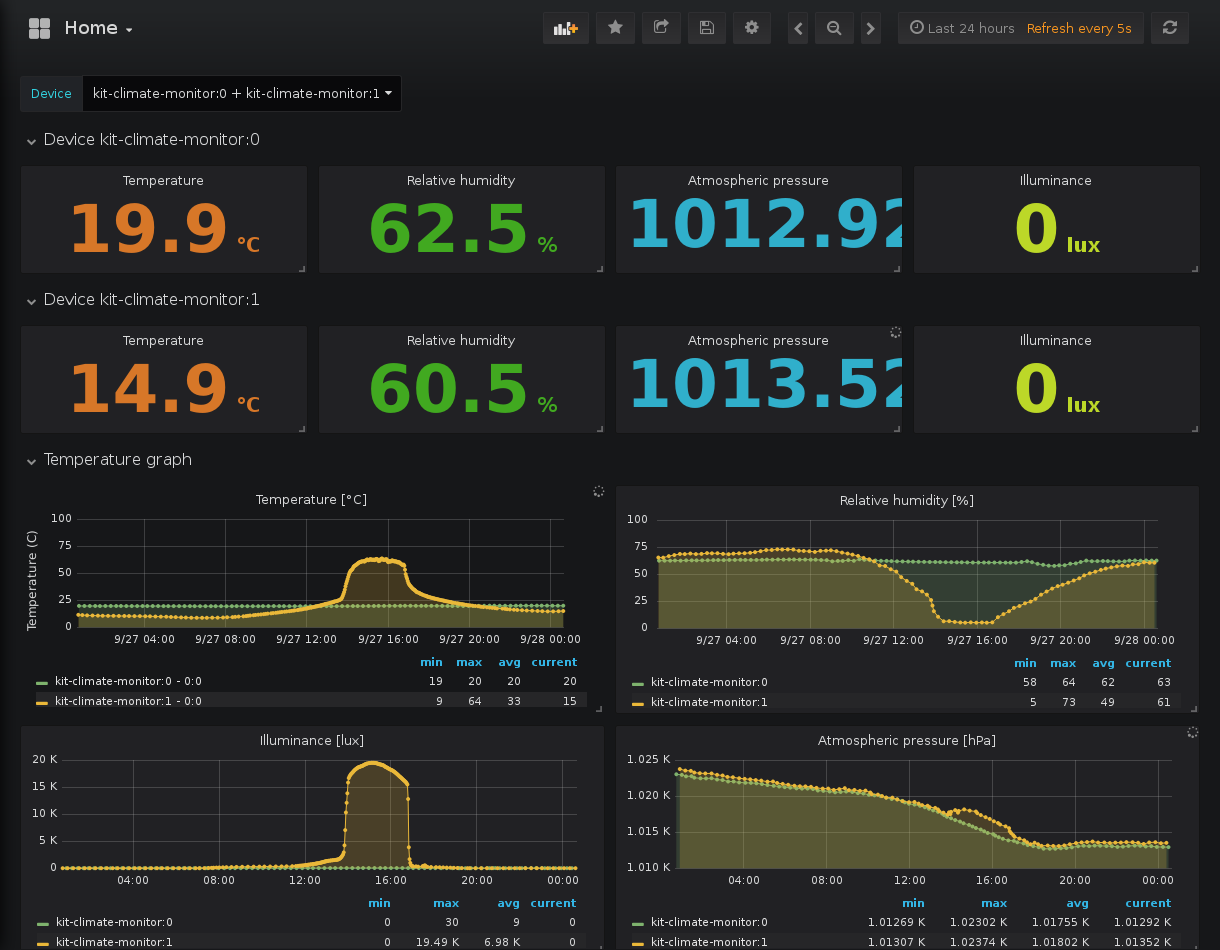 Home
Last 24 hours Refresh every 5s
Device kit-climate-monitor:0 + kit-climate-monitor:1
Device kit-climate-monitor:0
Temperature Relative humidity Atmospheric pressure Illuminance
19.9 °C 62.5 % 1012.92 0 lux
Device kit-climate-monitor:1
Temperature Relative humidity Atmospheric pressure Illuminance
14.9 °C 60.5 % 1013.52 0 lux
Temperature graph
Temperature [°C]
Temperature (C)
100
75
50
25
0
9/27 04:00 9/27 08:00 9/27 12:00 9/27 16:00 9/27 20:00 9/28 00:00
min max avg current
kit-climate-monitor:0 - 0:0 19 20 20 20
kit-climate-monitor:1 - 0:0 9 64 33 15
Relative humidity [%]
100
75
50
25
0
9/27 04:00 9/27 08:00 9/27 12:00 9/27 16:00 9/27 20:00 9/28 00:00
min max avg current
kit-climate-monitor:0 58 64 62 63
kit-climate-monitor:1 5 73 49 61
Illuminance [lux]
20 K
15 K
10 K
5 K
0
04:00 08:00 12:00 16:00 20:00 00:00
min max avg current
kit-climate-monitor:0 0 30 9 0
kit-climate-monitor:1 0 19.49 K 6.98 K 0
Atmospheric pressure [hPa]
1.025 K
1.020 K
1.015 K
1.010 K
04:00 08:00 12:00 16:00 20:00 00:00
min max avg current
kit-climate-monitor:0 1.01269 K 1.02302 K 1.01755 K 1.01292 K
kit-climate-monitor:1 1.01307 K 1.02374 K 1.01802 K 1.01352 K